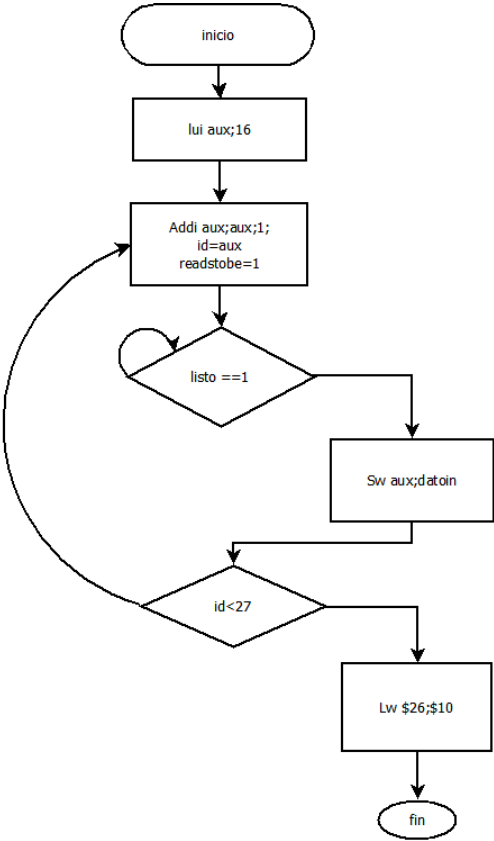 inicio
lui aux;16
Addi aux;aux;1;
id=aux
readstobe=1
listo ==1
Sw aux;datoin
id<27
Lw $26;$10
fin